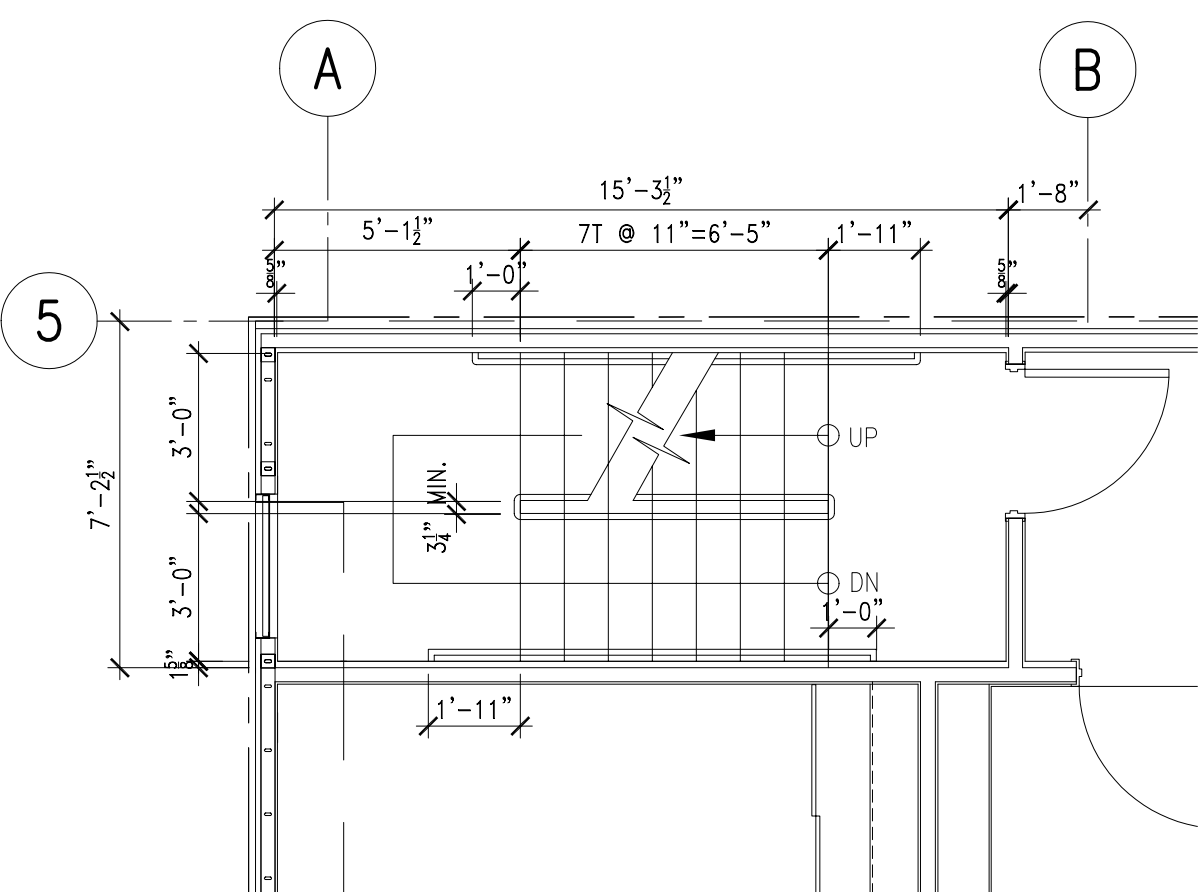 A
B
15’-3½”
1’-8”
5’-1½”
7T @ 11”=6’-5”
1’-11”
⅝”
1’-0”
⅝”
5
3’-0”
7’-2½”
3¼” MIN.
UP
3’-0”
DN
1’-0”
1⅝”
1’-11”